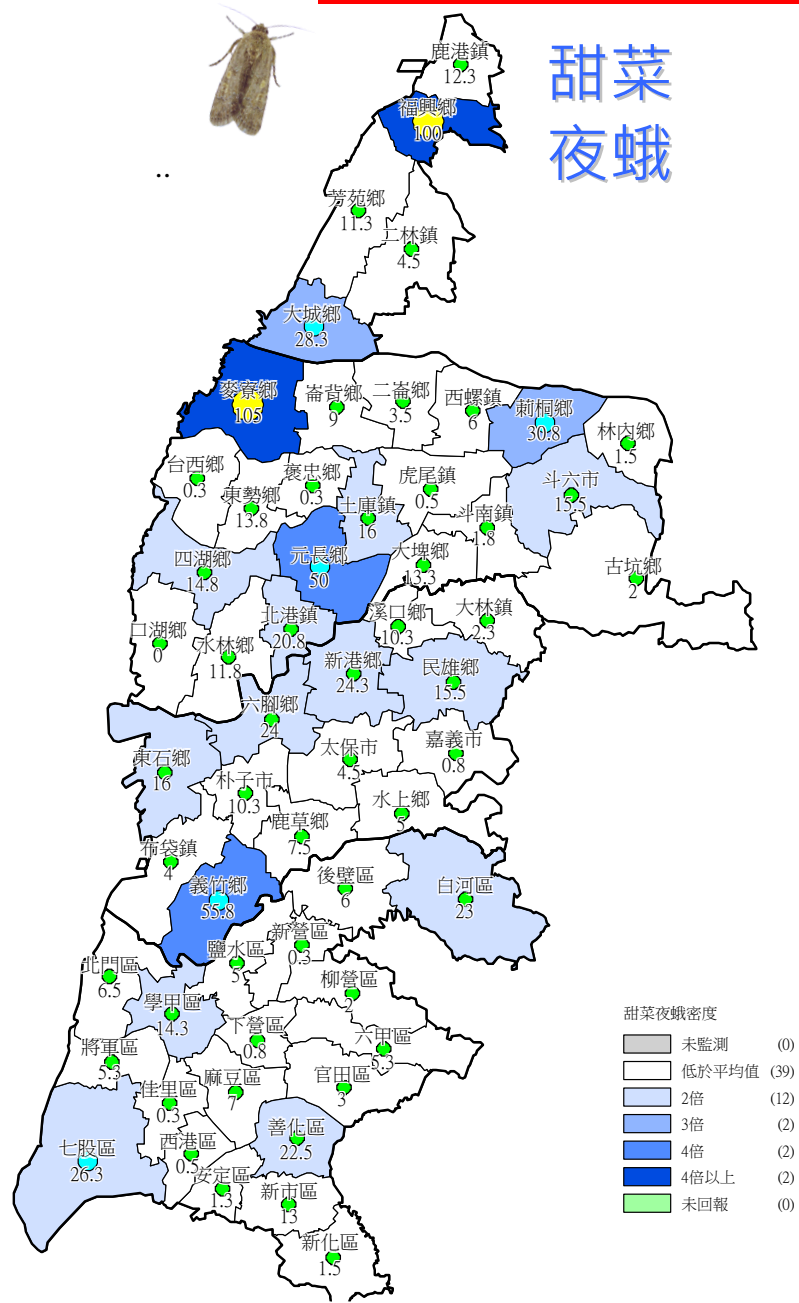 甜菜
夜蛾
..
鹿港鎮
12.3
福興鄉
100
芳苑鄉
11.3
二林鎮
4.5
大城鄉
28.3
麥寮鄉
105
崙背鄉
9
二崙鄉
3.5
西螺鎮
6
莿桐鄉
30.8
林內鄉
1.5
台西鄉
0.3
東勢鄉
13.8
褒忠鄉
0.3
土庫鎮
16
虎尾鎮
0.5
斗南鎮
1.8
斗六市
15.5
四湖鄉
14.8
元長鄉
50
大埤鄉
13.3
古坑鄉
2
口湖鄉
0
水林鄉
11.8
北港鎮
20.8
溪口鄉
10.3
大林鎮
2.3
新港鄉
24.3
民雄鄉
15.5
六腳鄉
24
東石鄉
16
太保市
4.5
嘉義市
0.8
朴子市
10.3
水上鄉
5
鹿草鄉
7.5
布袋鎮
4
義竹鄉
55.8
後壁區
6
白河區
23
新營區
0.3
鹽水區
5
北門區
6.5
柳營區
2
學甲區
14.3
下營區
0.8
六甲區
5.3
將軍區
5.3
佳里區
0.3
麻豆區
7
官田區
3
七股區
26.3
西港區
0.5
善化區
22.5
安定區
1.3
新市區
13
新化區
1.5
甜菜夜蛾密度
未監測 (0)
低於平均值 (39)
2倍 (12)
3倍 (2)
4倍 (2)
4倍以上 (2)
未回報 (0)